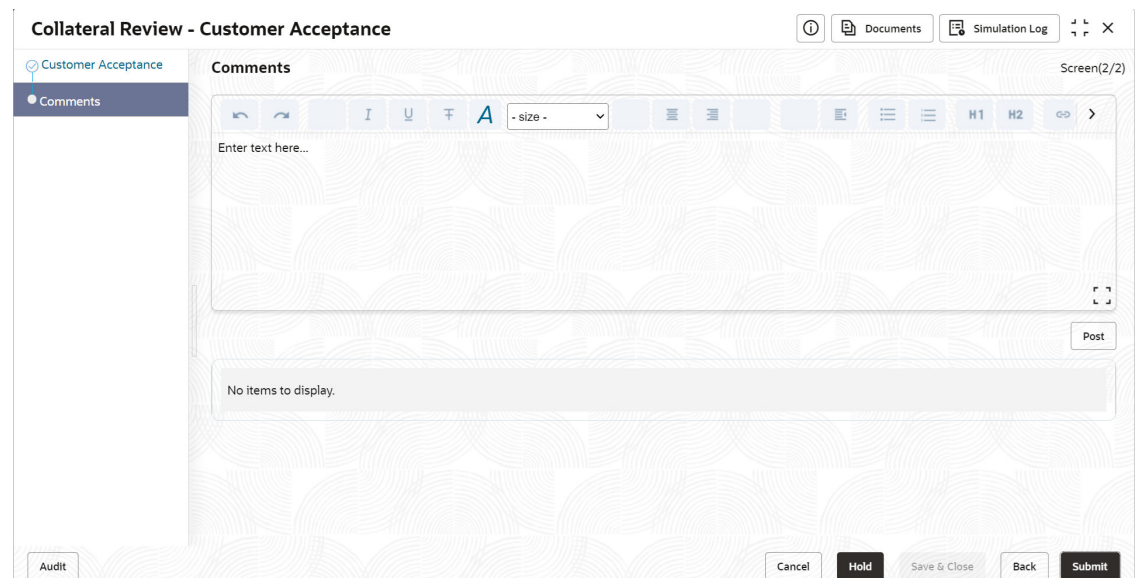 Collateral Review - Customer Acceptance
Documents
Simulation Log
Customer Acceptance
Comments
Comments
Screen(2/2)
I U T A - size - H1 H2
Enter text here...
Post
No items to display.
Audit
Cancel
Hold
Save & Close
Back
Submit